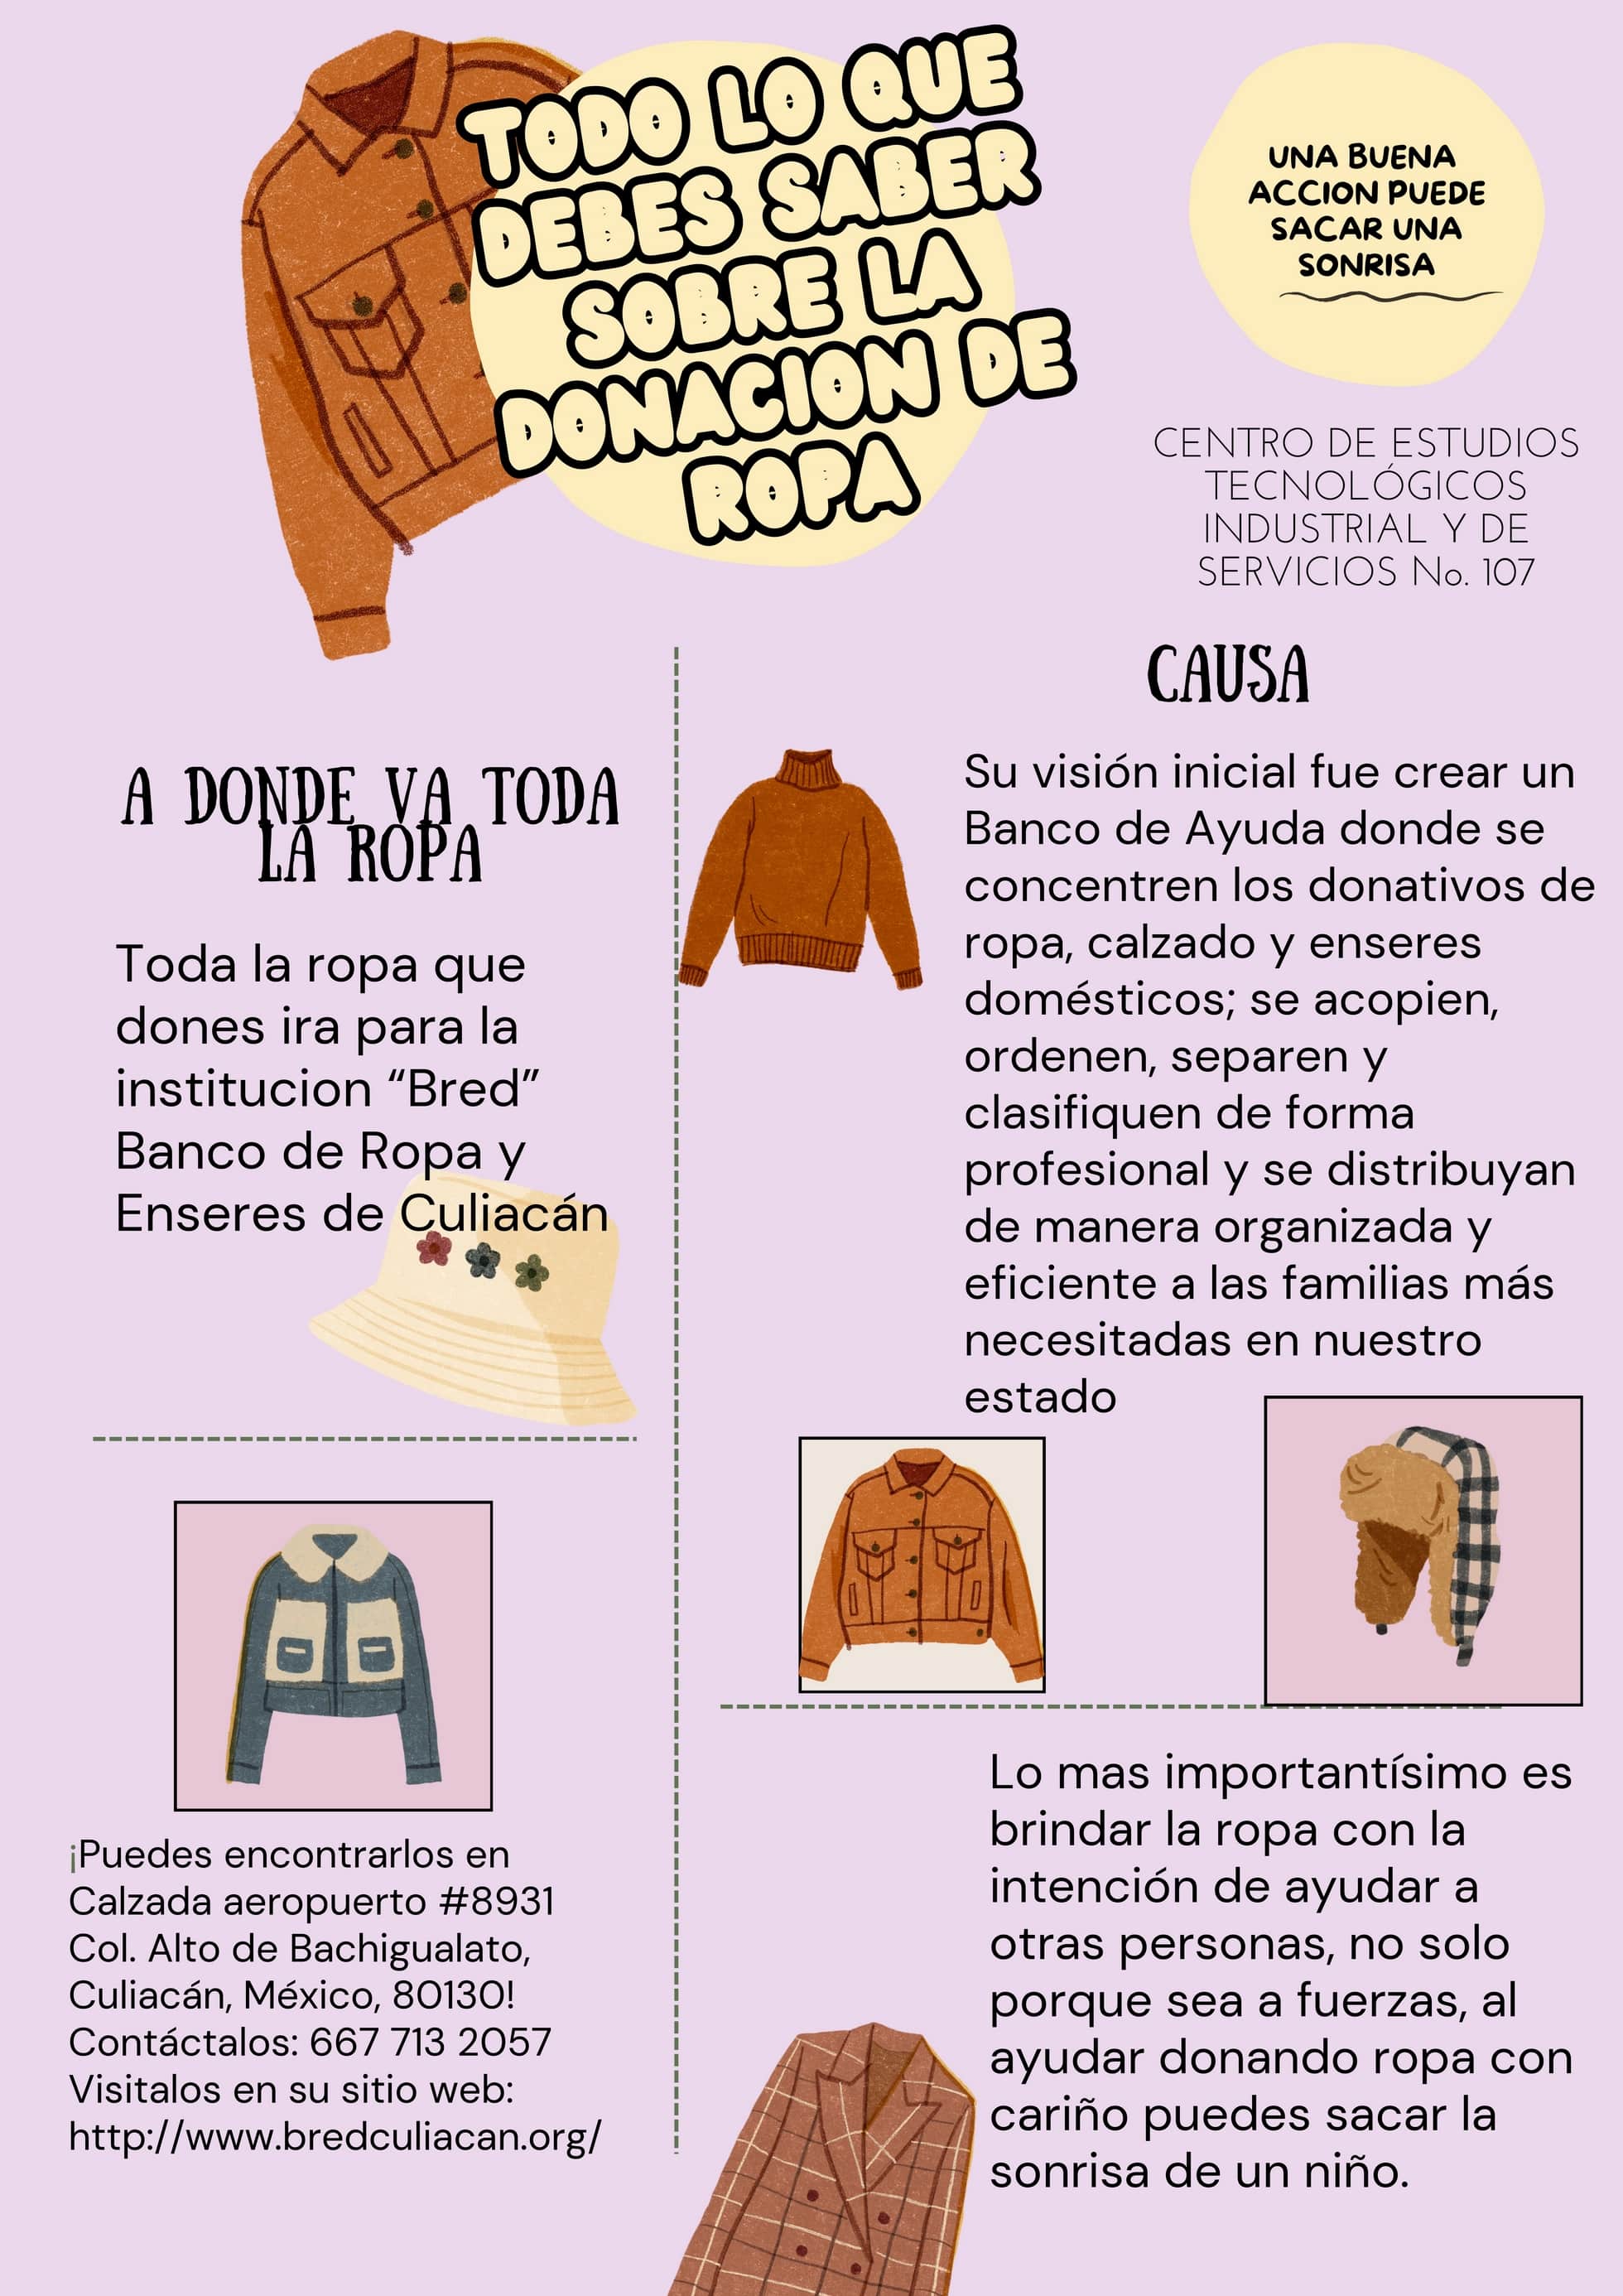 TODO LO QUE
DEBES SABER
SOBRE LA
DONACION DE
ROPA
UNA BUENA
ACCION PUEDE
SACAR UNA
SONRISA
CENTRO DE ESTUDIOS
TECNOLÓGICOS
INDUSTRIAL Y DE
SERVICIOS No. 107
A DONDE VA TODA
LA ROPA
Toda la ropa que
dones ira para la
institucion “Bred”
Banco de Ropa y
Enseres de Culiacán
¡Puedes encontrarlos en
Calzada aeropuerto #8931
Col. Alto de Bachigualato,
Culiacán, México, 80130!
Contáctalos: 667 713 2057
Visitalos en su sitio web:
http://www.bredculiacan.org/
CAUSA
Su visión inicial fue crear un
Banco de Ayuda donde se
concentren los donativos de
ropa, calzado y enseres
domésticos; se acopien,
ordenen, separen y
clasifiquen de forma
profesional y se distribuyan
de manera organizada y
eficiente a las familias más
necesitadas en nuestro
estado
Lo mas importantísimo es
brindar la ropa con la
intención de ayudar a
otras personas, no solo
porque sea a fuerzas, al
ayudar donando ropa con
cariño puedes sacar la
sonrisa de un niño.